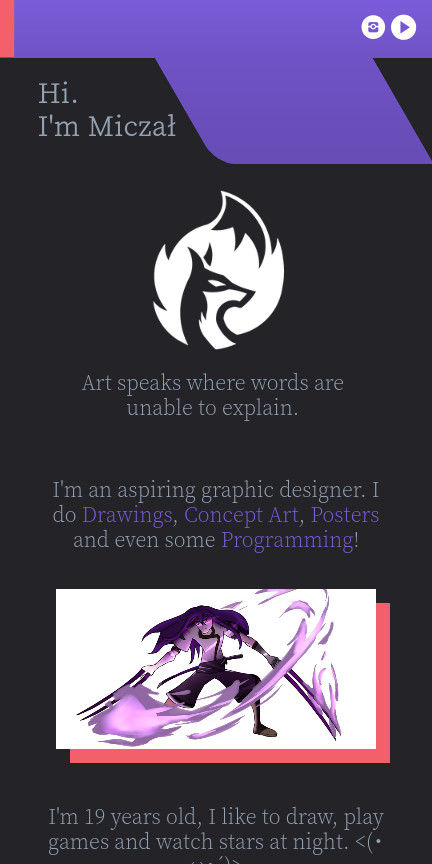 Hi.
I'm Miczał
Art speaks where words are
unable to explain.
I'm an aspiring graphic designer. I
do Drawings, Concept Art, Posters
and even some Programming!
I'm 19 years old, I like to draw, play
games and watch stars at night. <(•